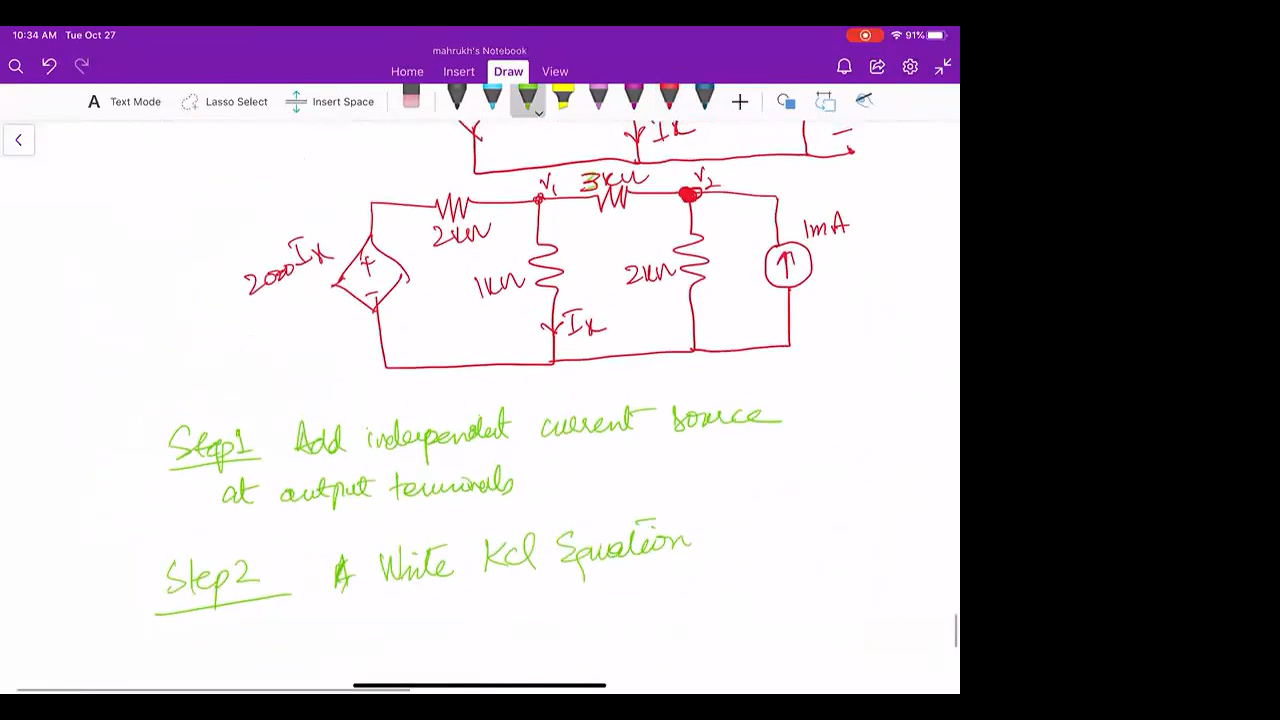 10:34 AM Tue Oct 27
91%
mahrukh's Notebook
Home Insert Draw View
A Text Mode Lasso Select Insert Space
Ix
V1 3kΩ V2
2kΩ
1mA
2000Ix
+
-
1kΩ
2kΩ
Ix
Step1 Add independent current source
at output terminals
Step2 A Write Kcl Equation